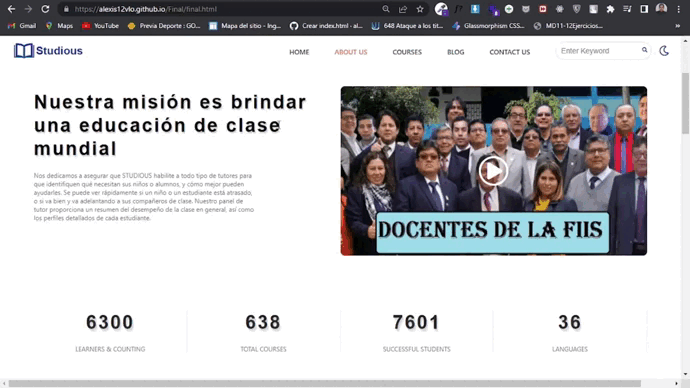 https://alexis12vlo.github.io/Final/final.html
Gmail
Maps
YouTube
Previa Deporte : GO...
Mapa del sitio - Ing...
Crear index.html - al...
648 Ataque a los tit...
Glassmorphism CSS...
MD11-12Ejercicios...
Studious
HOME
ABOUT US
COURSES
BLOG
CONTACT US
Enter Keyword
Nuestra misión es brindar
una educación de clase
mundial
Nos dedicamos a asegurar que STUDIOUS habilite a todo tipo de tutores para
que identifiquen qué necesitan sus niños o alumnos, y cómo mejor pueden
ayudarles. Se puede ver rápidamente si un niño o un estudiante está atrasado;
o si va bien y va adelantando a sus compañeros de clase. Nuestro panel de
tutor proporciona un resumen del desempeño de la clase en general, así como
los perfiles detallados de cada estudiante.
DOCENTES DE LA FIIS
6300
638
7601
36
LEARNERS & COUNTING
TOTAL COURSES
SUCCESSFUL STUDENTS
LANGUAGES